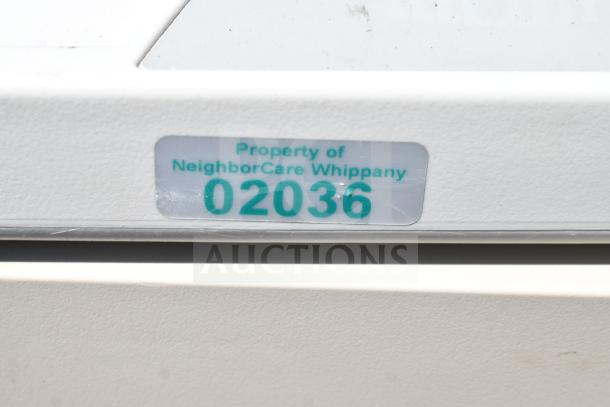 Property of
NeighborCare Whippany
02036
AUCTIONS